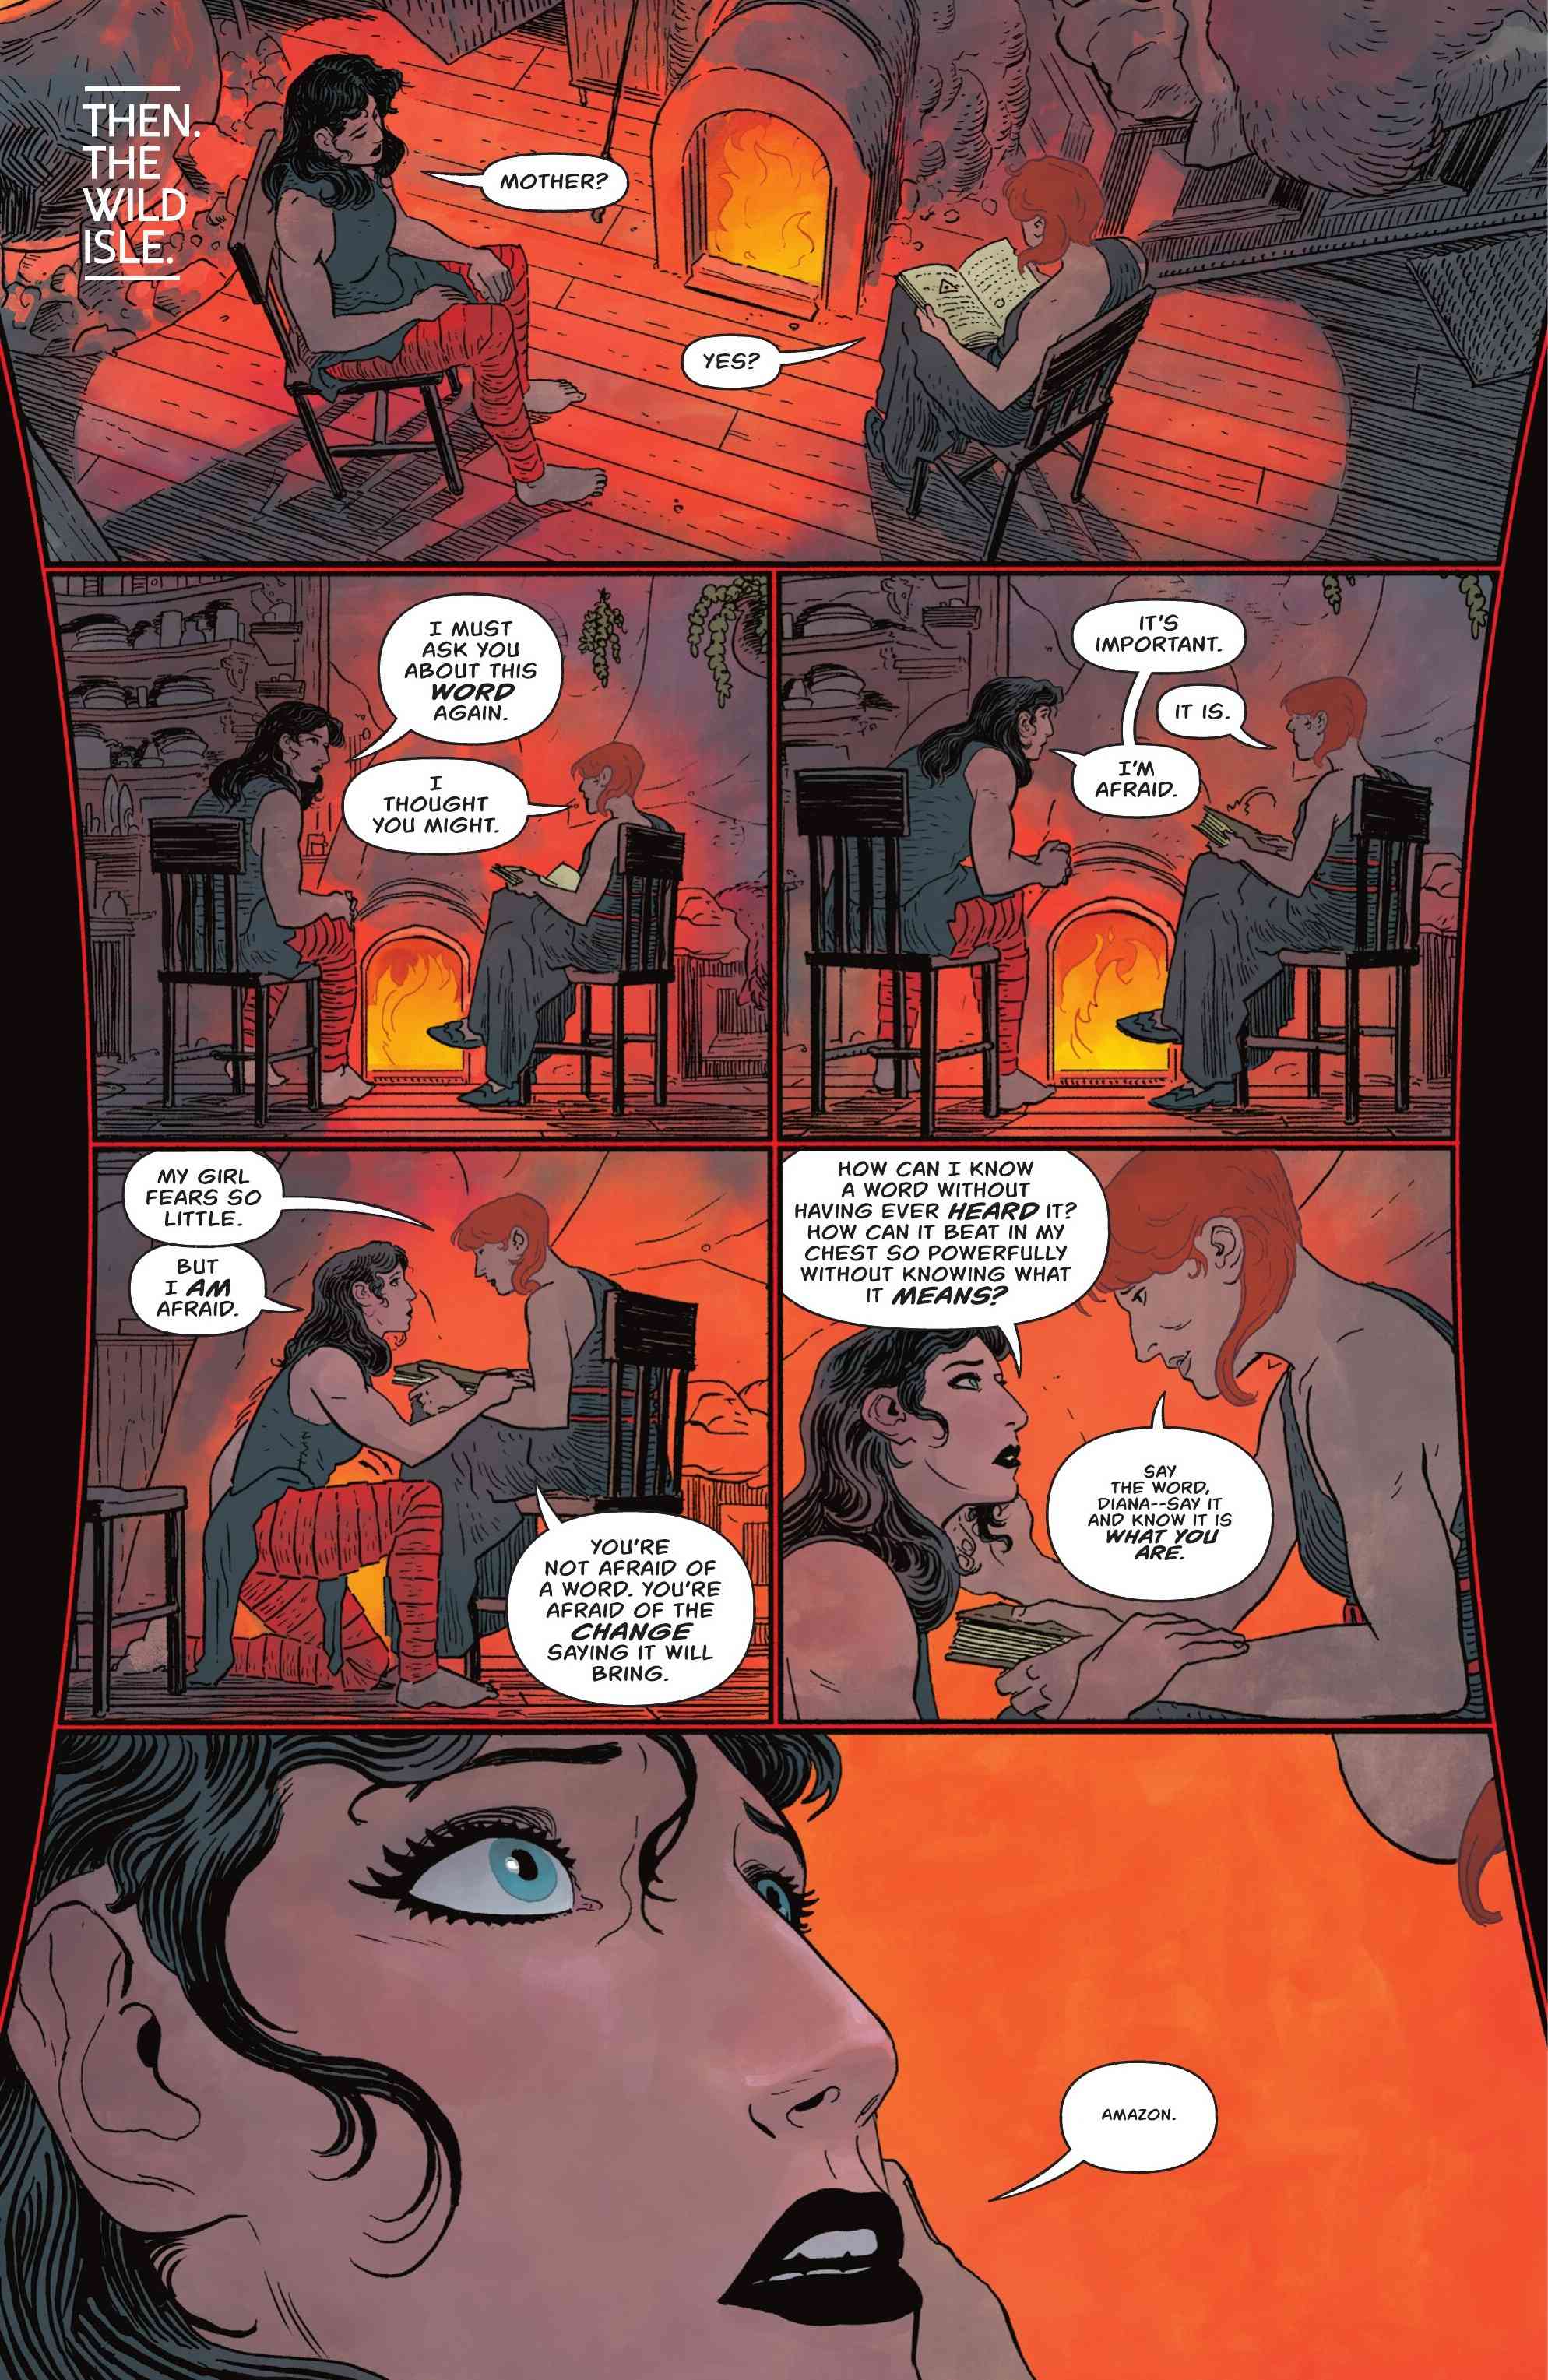 THEN.
THE
WILD
ISLE.
MOTHER?
YES?
I MUST
ASK YOU
ABOUT THIS
WORD
AGAIN.
I
THOUGHT
YOU MIGHT.
IT'S
IMPORTANT.
IT IS.
I'M
AFRAID.
MY GIRL
FEARS SO
LITTLE.
BUT
I AM
AFRAID.
YOU'RE
NOT AFRAID OF
A WORD. YOU'RE
AFRAID OF THE
CHANGE
SAYING IT WILL
BRING.
HOW CAN I KNOW
A WORD WITHOUT
HAVING EVER HEARD IT?
HOW CAN IT BEAT IN MY
CHEST SO POWERFULLY
WITHOUT KNOWING WHAT
IT MEANS?
SAY
THE WORD,
DIANA--SAY IT
AND KNOW IT IS
WHAT YOU
ARE.
AMAZON.